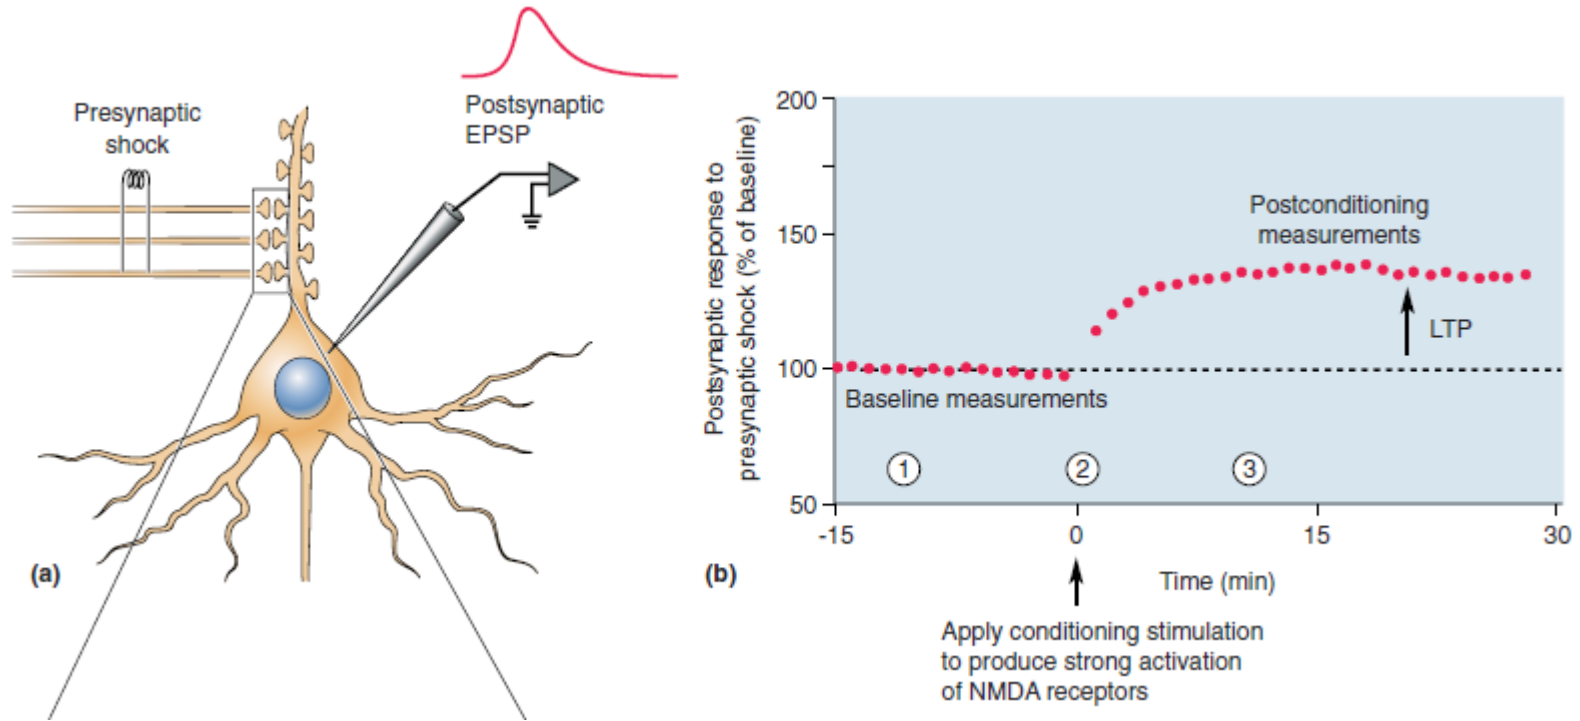 Presynaptic
shock
Postsynaptic
EPSP
(a)
Postsynaptic response to
presynaptic shock (% of baseline)
200
150
100
50
Postconditioning
measurements
LTP
Baseline measurements
1
2
3
-15
0
15
30
(b)
Time (min)
Apply conditioning stimulation
to produce strong activation
of NMDA receptors